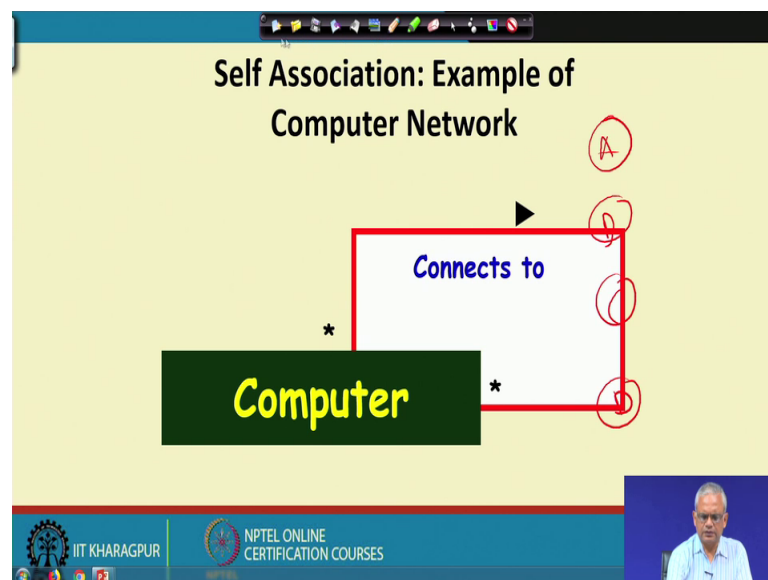 Self Association: Example of
Computer Network
A
B
Connects to
C
*
*
Computer
D
IIT KHARAGPUR
NPTEL ONLINE
CERTIFICATION COURSES